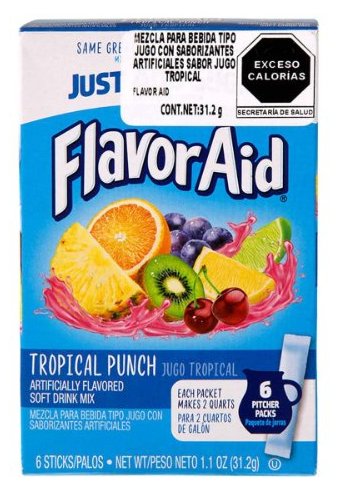 SAME GRE
MEZCLA PARA BEBIDA TIPO
JUGO CON SABORIZANTES
ARTIFICIALES SABOR JUGO
TROPICAL
FLAVOR AID
CONT.NET:31.2 g
EXCESO
CALORÍAS
SECRETARÍA DE SALUD
JUST
FlavorAid®
TROPICAL PUNCH JUGO TROPICAL
ARTIFICIALLY FLAVORED
SOFT DRINK MIX
MEZCLA PARA BEBIDA TIPO JUGO CON
SABORIZANTES ARTIFICIALES
EACH PACKET
MAKES 2 QUARTS
PARA 2 CUARTOS
DE GALÓN
6
PITCHER
PACKS
Paquete de jarras
6 STICKS/PALOS • NET WT/PESO NETO 1.1 OZ (31.2g)